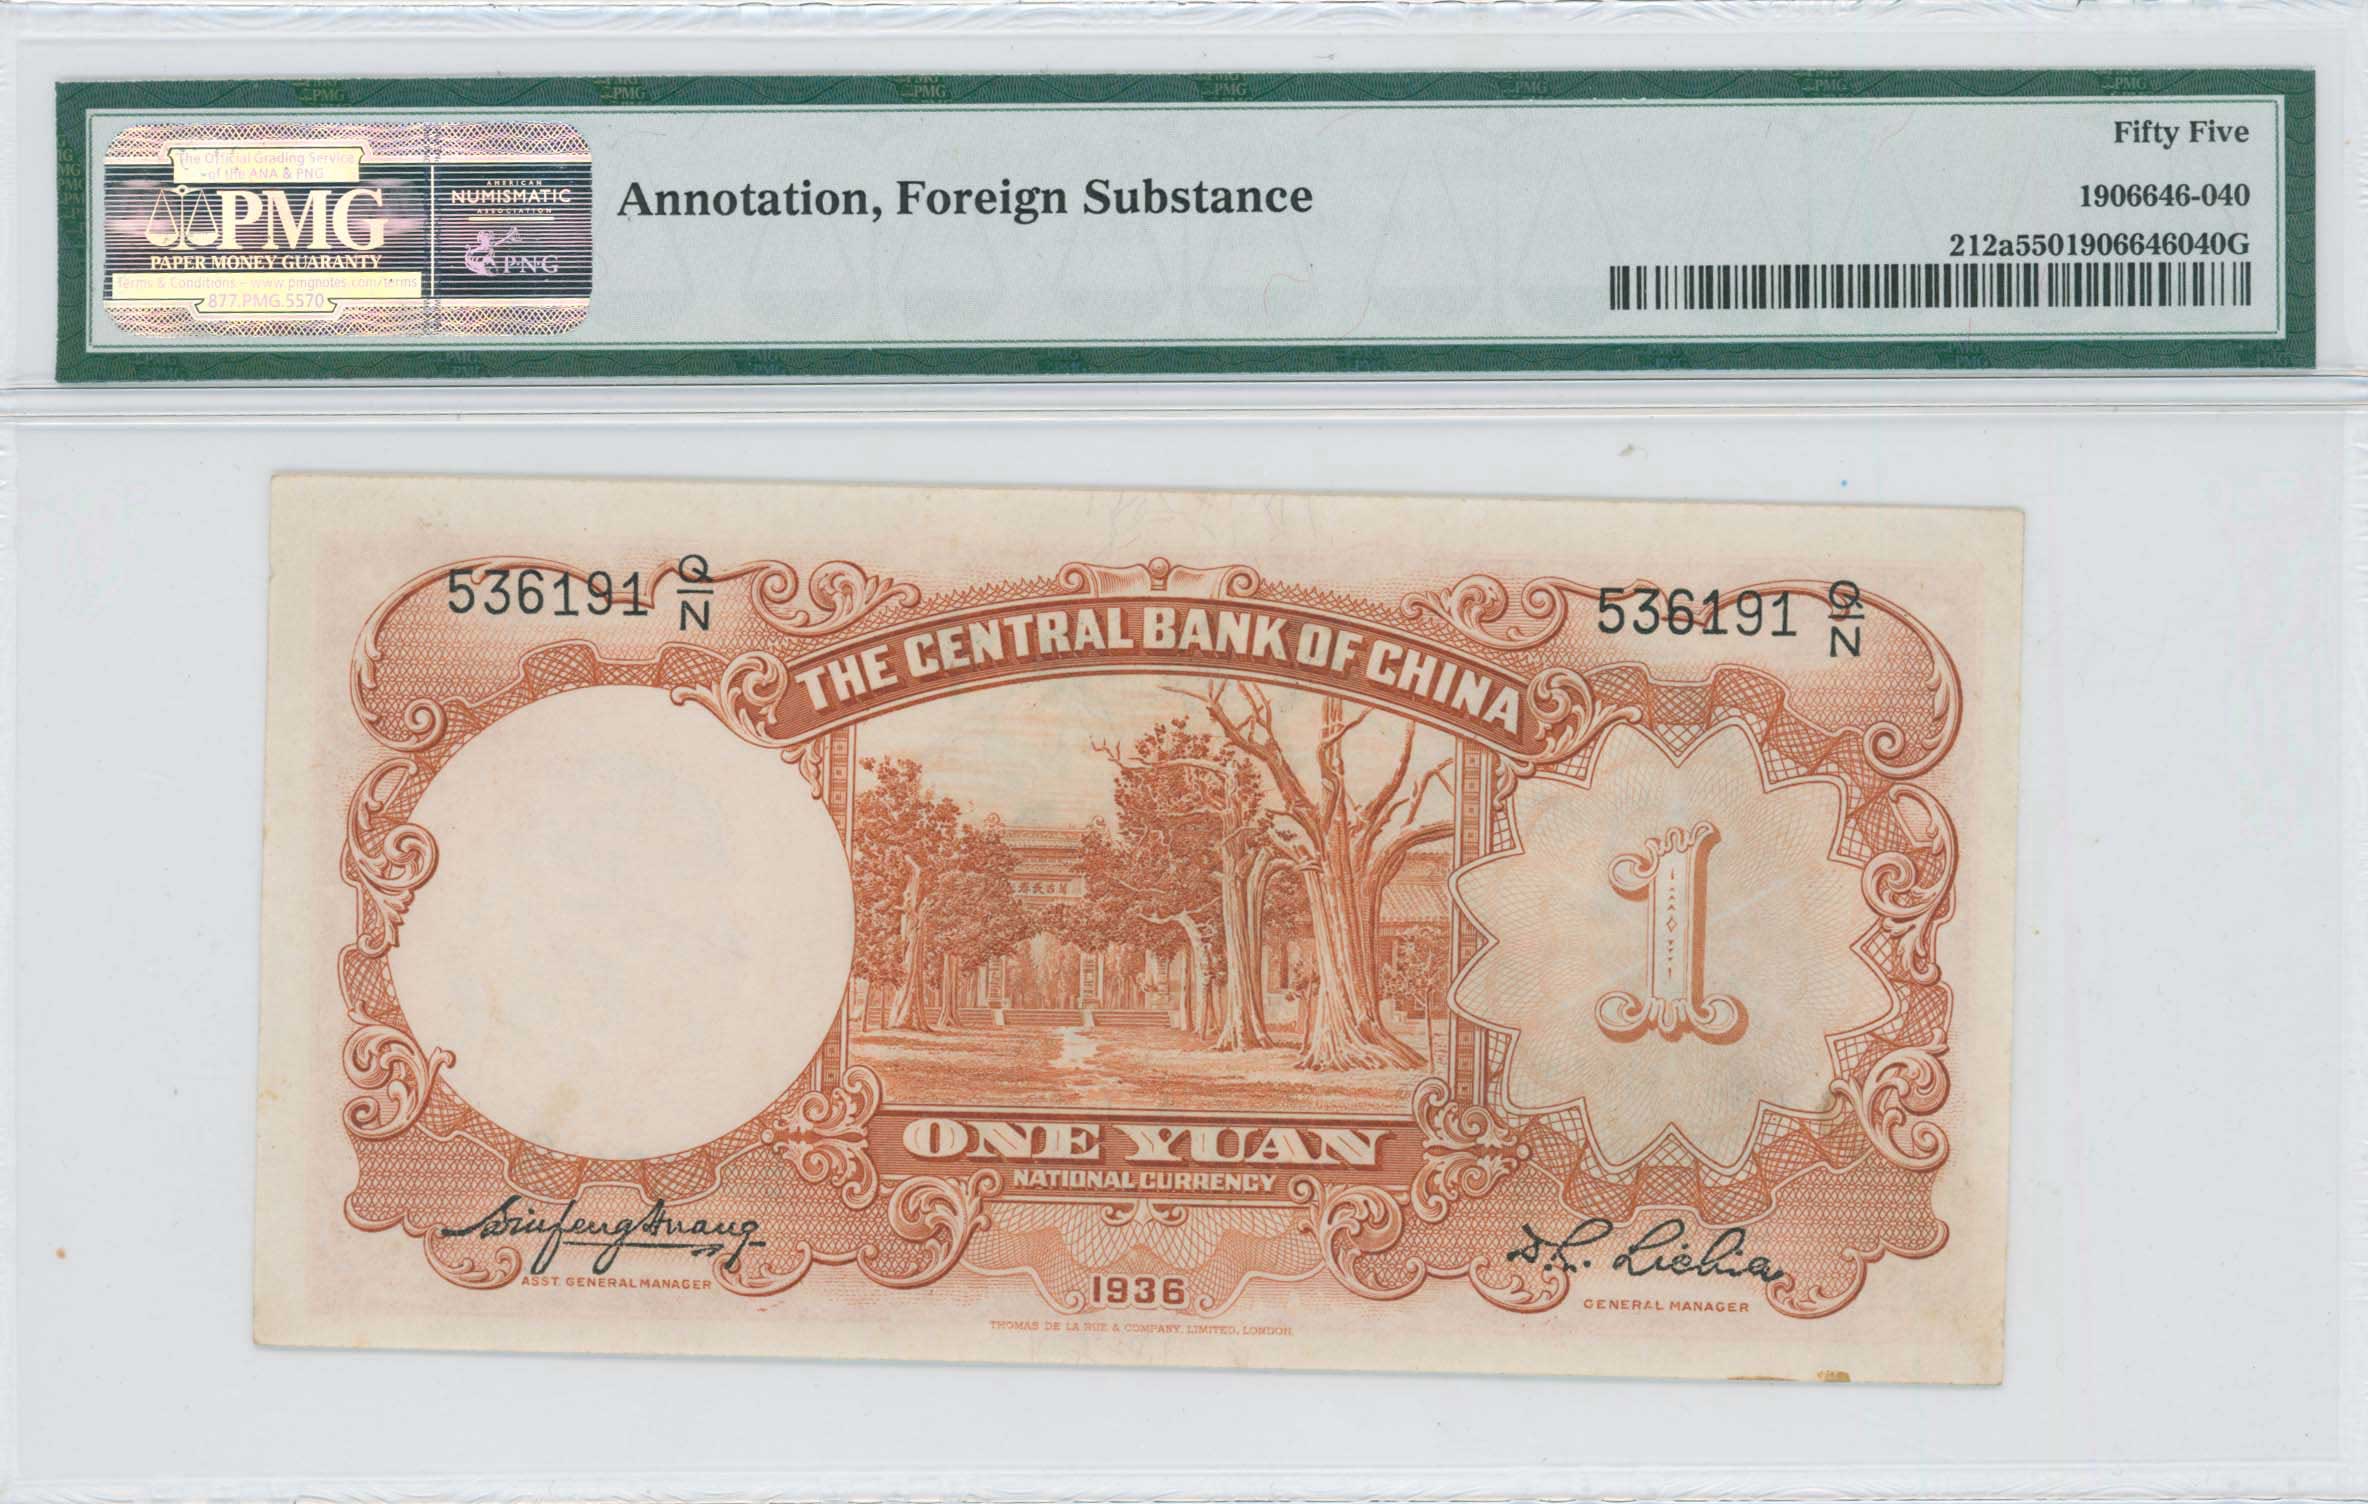 Fifty Five
The Official Grading Service
of the ANA & PNG
PMG
PAPER MONEY GUARANTY
Terms & Conditions - www.pmgnotes.com/terms
877.PMG.5570
AMERICAN
NUMISMATIC
ASSOCIATION
PNG
Annotation, Foreign Substance
1906646-040
212a5501906646040G
536191 Q/N
536191 Q/N
THE CENTRAL BANK OF CHINA
1
ONE YUAN
NATIONAL CURRENCY
ASST. GENERAL MANAGER
1936
GENERAL MANAGER
THOMAS DE LA RUE & COMPANY, LIMITED, LONDON.